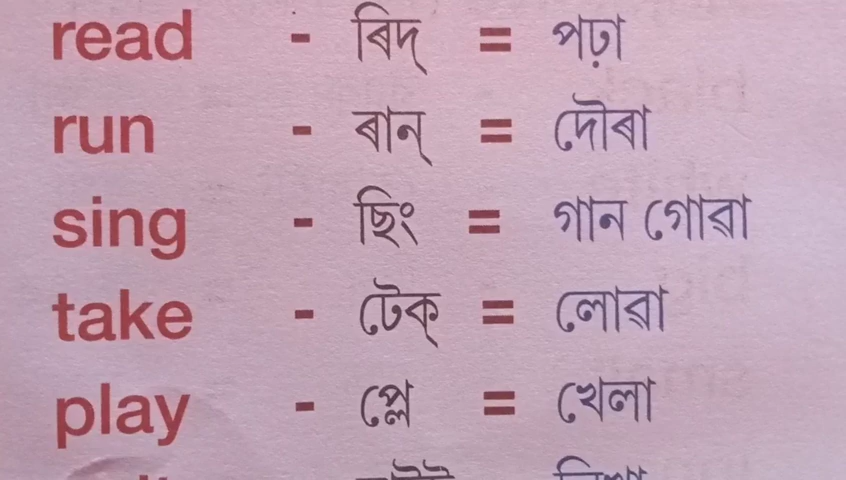 read - ৰিদ্ = পঢ়া
run - ৰান্ = দৌৰা
sing - ছিং = গান গোৱা
take - টেক্ = লোৱা
play - প্লে = খেলা